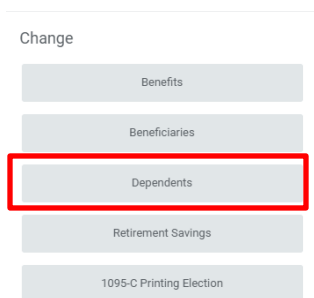 Change
Benefits
Beneficiaries
Dependents
Retirement Savings
1095-C Printing Election